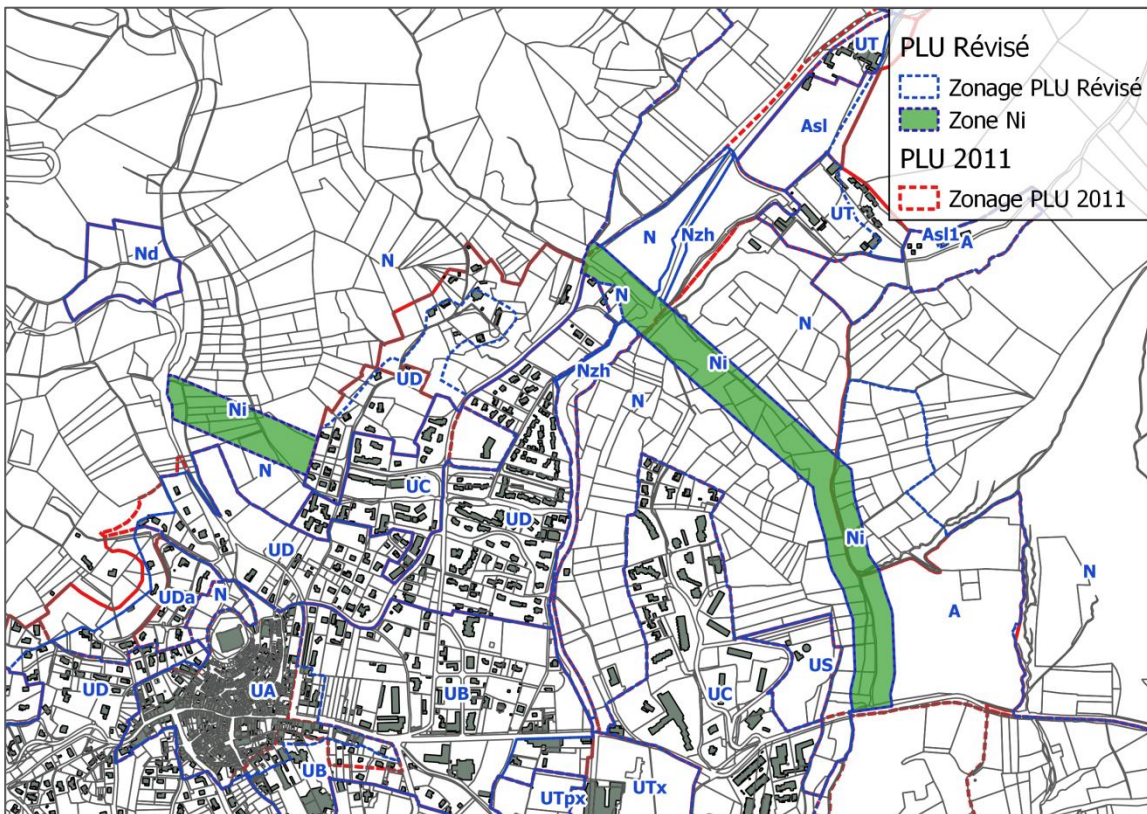 PLU Révisé
Zonage PLU Révisé
Zone Ni
PLU 2011
Zonage PLU 2011
UT
Asl
UT
Asl1
A
N
Nzh
Nd
N
N
N
Ni
Nzh
UD
N
Ni
N
UC
UD
Ni
N
UD
A
UDa
N
US
UD
UA
UB
UC
UB
UTpx
UTx